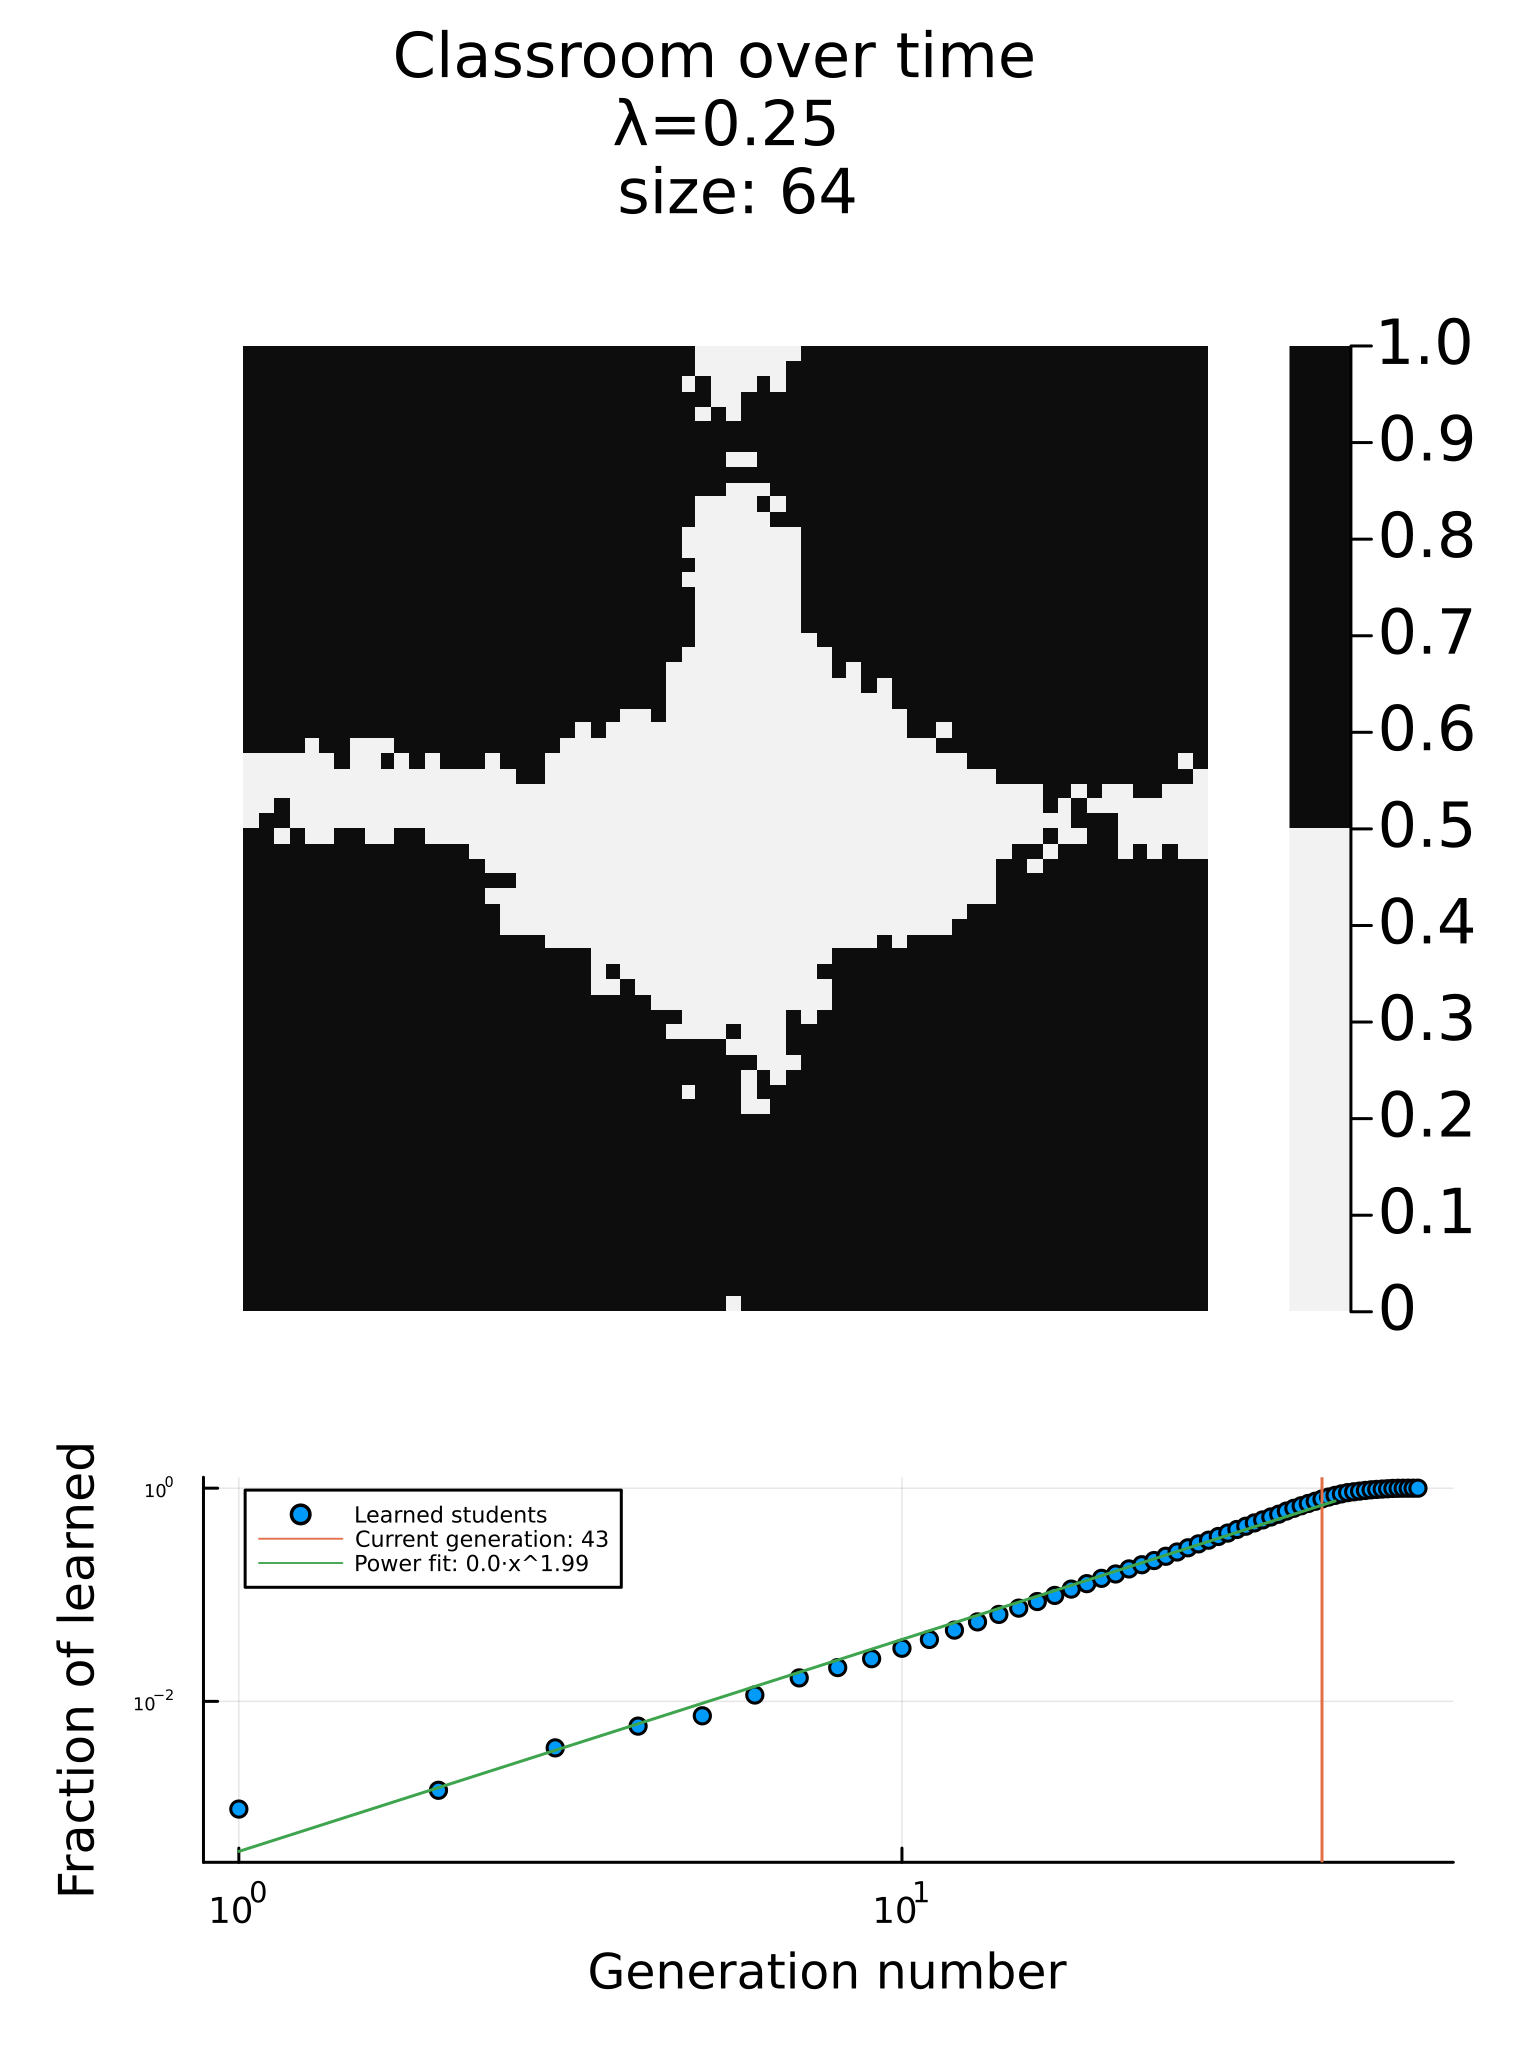 Classroom over time
λ=0.25
size: 64
1.0
0.9
0.8
0.7
0.6
0.5
0.4
0.3
0.2
0.1
0
Fraction of learned
10⁰
10⁻²
Learned students
Current generation: 43
Power fit: 0.0·x^1.99
10⁰
10¹
Generation number